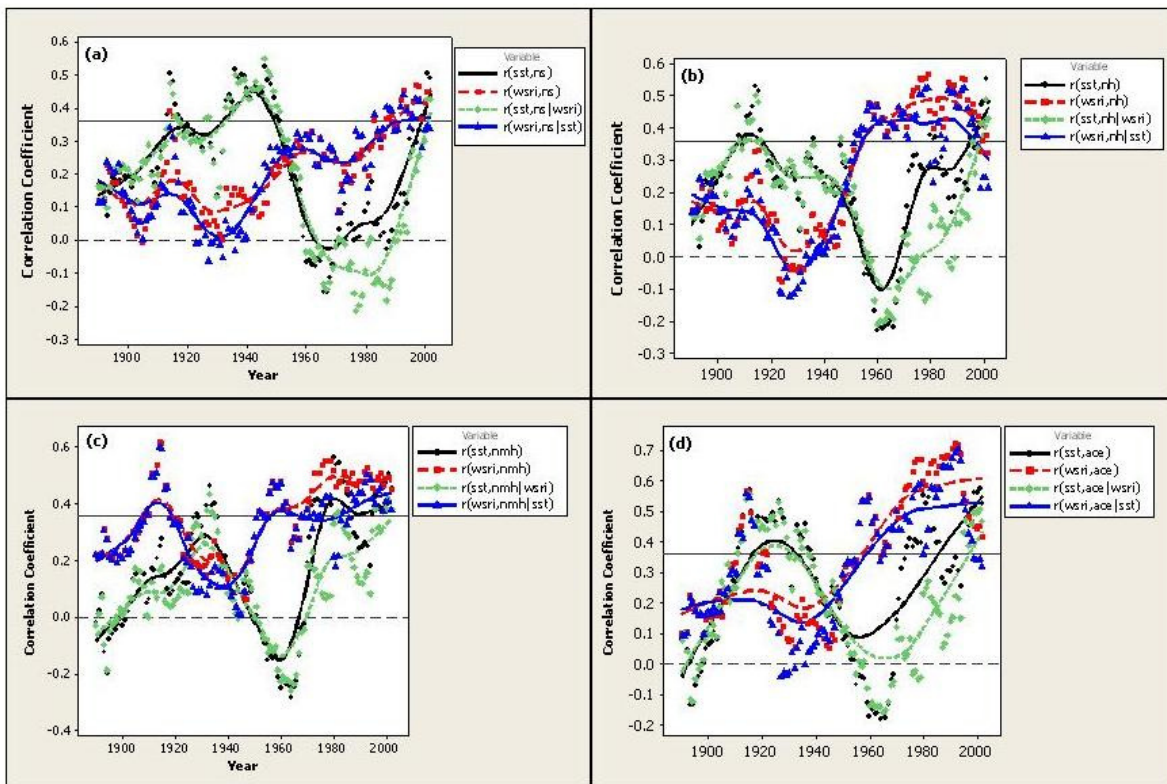 (a)
Correlation Coefficient
0.6
0.5
0.4
0.3
0.2
0.1
0.0
-0.1
-0.2
-0.3
1900 1920 1940 1960 1980 2000
Year
Variable
r(sst,ns)
r(wsri,ns)
r(sst,ns|wsri)
r(wsri,ns|sst)
(b)
Correlation Coefficient
0.6
0.5
0.4
0.3
0.2
0.1
0.0
-0.1
-0.2
-0.3
1900 1920 1940 1960 1980 2000
Variable
r(sst,nh)
r(wsri,nh)
r(sst,nh|wsri)
r(wsri,nh|sst)
(c)
Correlation Coefficient
0.6
0.4
0.2
0.0
-0.2
-0.4
1900 1920 1940 1960 1980 2000
Year
Variable
r(sst,nmh)
r(wsri,nmh)
r(sst,nmh|wsri)
r(wsri,nmh|sst)
(d)
Correlation Coefficient
0.7
0.6
0.5
0.4
0.3
0.2
0.1
0.0
-0.1
-0.2
1900 1920 1940 1960 1980 2000
Variable
r(sst,ace)
r(wsri,ace)
r(sst,ace|wsri)
r(wsri,ace|sst)